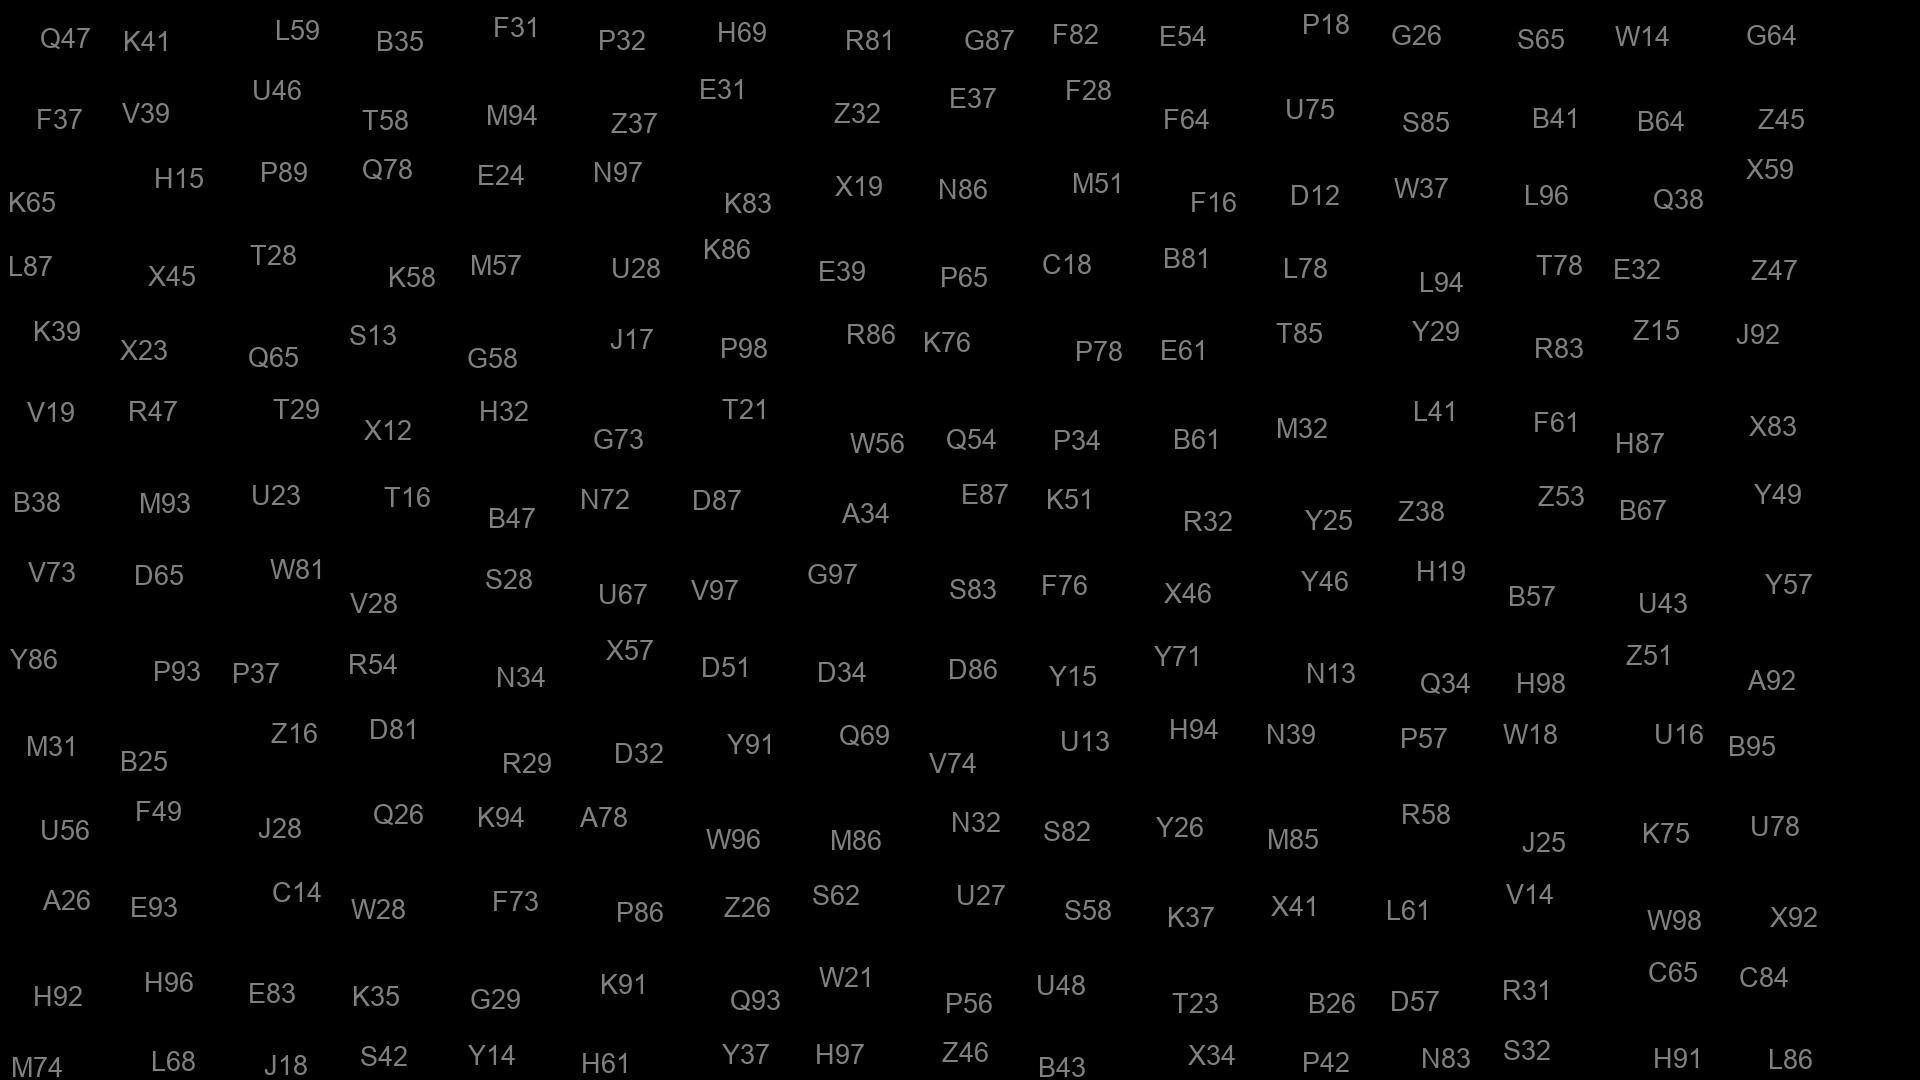 Q47 K41 L59 B35 F31 P32 H69 R81 G87 F82 E54 P18 G26 S65 W14 G64
F37 V39 U46 T58 M94 Z37 E31 Z32 E37 F28 F64 U75 S85 B41 B64 Z45
K65 H15 P89 Q78 E24 N97 K83 X19 N86 M51 F16 D12 W37 L96 Q38 X59
L87 X45 T28 K58 M57 U28 K86 E39 P65 C18 B81 L78 L94 T78 E32 Z47
K39 X23 Q65 S13 G58 J17 P98 R86 K76 P78 E61 T85 Y29 R83 Z15 J92
V19 R47 T29 X12 H32 G73 T21 W56 Q54 P34 B61 M32 L41 F61 H87 X83
B38 M93 U23 T16 B47 N72 D87 A34 E87 K51 R32 Y25 Z38 Z53 B67 Y49
V73 D65 W81 V28 S28 U67 V97 G97 S83 F76 X46 Y46 H19 B57 U43 Y57
Y86 P93 P37 R54 N34 X57 D51 D34 D86 Y15 Y71 N13 Q34 H98 Z51 A92
M31 B25 Z16 D81 R29 D32 Y91 Q69 V74 U13 H94 N39 P57 W18 U16 B95
U56 F49 J28 Q26 K94 A78 W96 M86 N32 S82 Y26 M85 R58 J25 K75 U78
A26 E93 C14 W28 F73 P86 Z26 S62 U27 S58 K37 X41 L61 V14 W98 X92
H92 H96 E83 K35 G29 K91 Q93 W21 P56 U48 T23 B26 D57 R31 C65 C84
M74 L68 J18 S42 Y14 H61 Y37 H97 Z46 B43 X34 P42 N83 S32 H91 L86